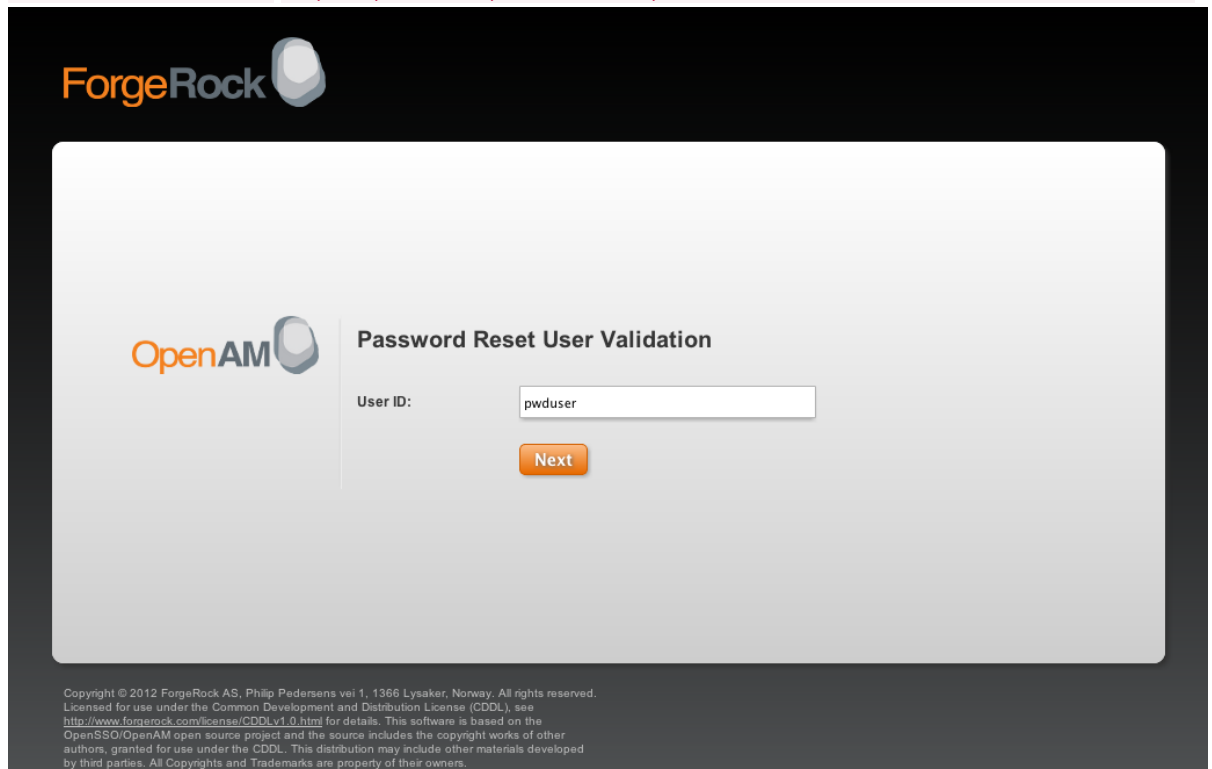 ForgeRock
OpenAM
Password Reset User Validation
User ID:
pwduser
Next
Copyright © 2012 ForgeRock AS, Philip Pedersens vei 1, 1366 Lysaker, Norway. All rights reserved.
Licensed for use under the Common Development and Distribution License (CDDL), see
http://www.forgerock.com/license/CDDLv1.0.html for details. This software is based on the
OpenSSO/OpenAM open source project and the source includes the copyright works of other
authors, granted for use under the CDDL. This distribution may include other materials developed
by third parties. All Copyrights and Trademarks are property of their owners.